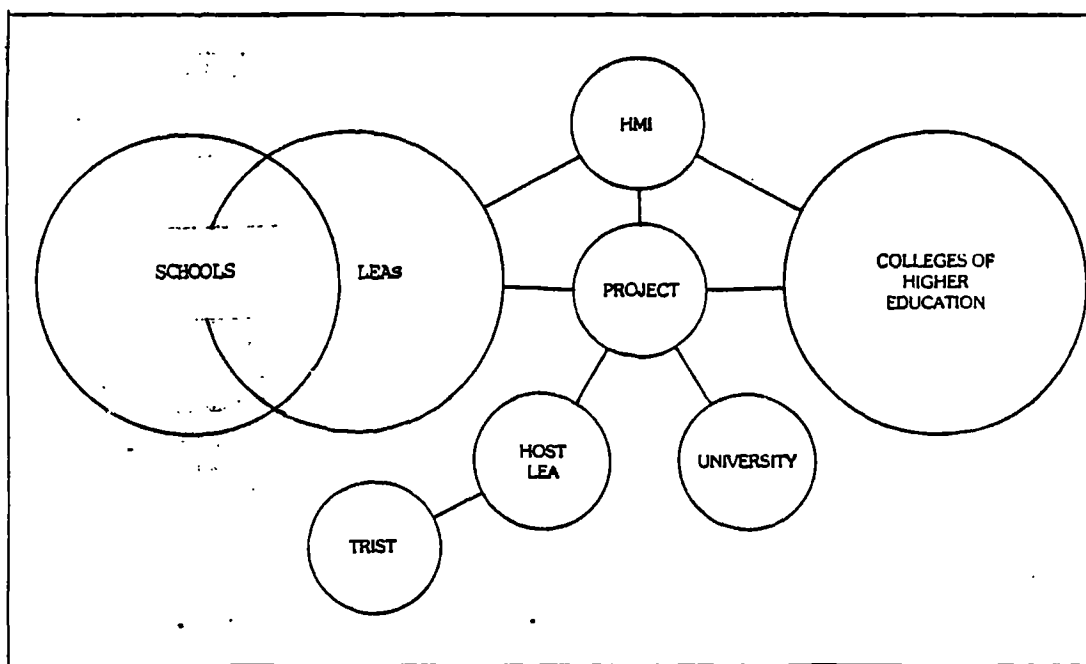 HMI
SCHOOLS
LEAs
PROJECT
COLLEGES OF
HIGHER
EDUCATION
HOST
LEA
UNIVERSITY
TRIST